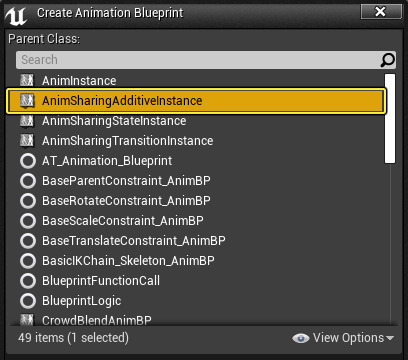 Create Animation Blueprint
Parent Class:
Search
AnimInstance
AnimSharingAdditiveInstance
AnimSharingStateInstance
AnimSharingTransitionInstance
AT_Animation_Blueprint
BaseParentConstraint_AnimBP
BaseRotateConstraint_AnimBP
BaseScaleConstraint_AnimBP
BaseTranslateConstraint_AnimBP
BasicIKChain_Skeleton_AnimBP
BlueprintFunctionCall
BlueprintLogic
CrowdBlendAnimBP
49 items (1 selected)
View Options